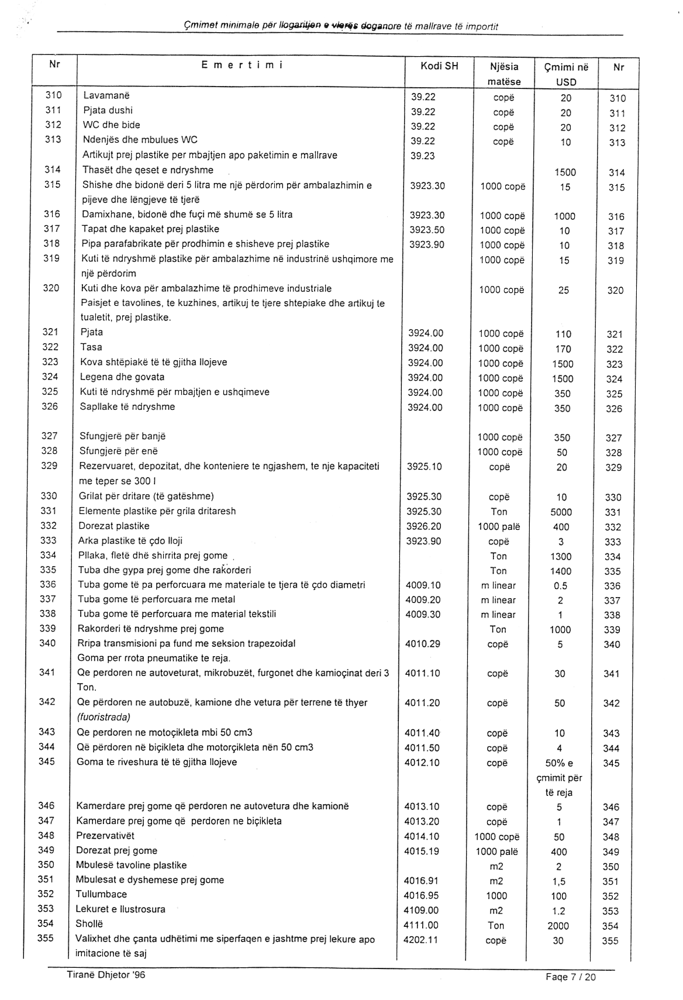 Çmimet minimale për llogaritjen e vlerës doganore të mallrave të importit
Nr E m e r t i m i Kodi SH Njësia Çmimi në Nr
matëse USD
310 Lavamanë 39.22 copë 20 310
311 Pjata dushi 39.22 copë 20 311
312 WC dhe bide 39.22 copë 20 312
313 Ndenjës dhe mbulues WC 39.22 copë 10 313
Artikujt prej plastike per mbajtjen apo paketimin e mallrave 39.23
314 Thasët dhe qeset e ndryshme 1500 314
315 Shishe dhe bidonë deri 5 litra me një përdorim për ambalazhimin e 3923.30 1000 copë 15 315
pijeve dhe lëngjeve të tjerë
316 Damixhane, bidonë dhe fuçi më shumë se 5 litra 3923.30 1000 copë 1000 316
317 Tapat dhe kapaket prej plastike 3923.50 1000 copë 10 317
318 Pipa parafabrikate për prodhimin e shisheve prej plastike 3923.90 1000 copë 10 318
319 Kuti të ndryshmë plastike për ambalazhime në industrinë ushqimore me 1000 copë 15 319
një përdorim
320 Kuti dhe kova për ambalazhime të prodhimeve industriale 1000 copë 25 320
Paisjet e tavolines, te kuzhines, artikuj te tjere shtepiake dhe artikuj te
tualetit, prej plastike.
321 Pjata 3924.00 1000 copë 110 321
322 Tasa 3924.00 1000 copë 170 322
323 Kova shtëpiakë të të gjitha llojeve 3924.00 1000 copë 1500 323
324 Legena dhe govata 3924.00 1000 copë 1500 324
325 Kuti të ndryshmë për mbajtjen e ushqimeve 3924.00 1000 copë 350 325
326 Sapllake të ndryshme 3924.00 1000 copë 350 326
327 Sfungjerë për banjë 1000 copë 350 327
328 Sfungjerë për enë 1000 copë 50 328
329 Rezervuaret, depozitat, dhe konteniere te ngjashem, te nje kapaciteti 3925.10 copë 20 329
me teper se 300 l
330 Grilat për dritare (të gatëshme) 3925.30 copë 10 330
331 Elemente plastike për grila dritaresh 3925.30 Ton 5000 331
332 Dorezat plastike 3926.20 1000 palë 400 332
333 Arka plastike të çdo lloji 3923.90 copë 3 333
334 Pllaka, fletë dhë shirrita prej gome Ton 1300 334
335 Tuba dhe gypa prej gome dhe rakorderi Ton 1400 335
336 Tuba gome të pa perforcuara me materiale te tjera të çdo diametri 4009.10 m linear 0.5 336
337 Tuba gome të perforcuara me metal 4009.20 m linear 2 337
338 Tuba gome të perforcuara me material tekstili 4009.30 m linear 1 338
339 Rakorderi të ndryshme prej gome Ton 1000 339
340 Rripa transmisioni pa fund me seksion trapezoidal 4010.29 copë 5 340
Goma per rrota pneumatike te reja.
341 Qe perdoren ne autoveturat, mikrobuzët, furgonet dhe kamioçinat deri 3 4011.10 copë 30 341
Ton.
342 Qe përdoren ne autobuzë, kamione dhe vetura për terrene të thyer 4011.20 copë 50 342
(fuoristrada)
343 Qe perdoren ne motoçikleta mbi 50 cm3 4011.40 copë 10 343
344 Që përdoren në biçikleta dhe motorçikleta nën 50 cm3 4011.50 copë 4 344
345 Goma te riveshura të të gjitha llojeve 4012.10 copë 50% e 345
çmimit për
të reja
346 Kamerdare prej gome që perdoren ne autovetura dhe kamionë 4013.10 copë 5 346
347 Kamerdare prej gome që perdoren ne biçikleta 4013.20 copë 1 347
348 Prezervativët 4014.10 1000 copë 50 348
349 Dorezat prej gome 4015.19 1000 palë 400 349
350 Mbulesë tavoline plastike m2 2 350
351 Mbulesat e dyshemese prej gome 4016.91 m2 1,5 351
352 Tullumbace 4016.95 1000 100 352
353 Lekuret e llustrosura 4109.00 m2 1.2 353
354 Shollë 4111.00 Ton 2000 354
355 Valixhet dhe çanta udhëtimi me siperfaqen e jashtme prej lekure apo 4202.11 copë 30 355
imitacione të saj
Tiranë Dhjetor '96 Faqe 7 / 20